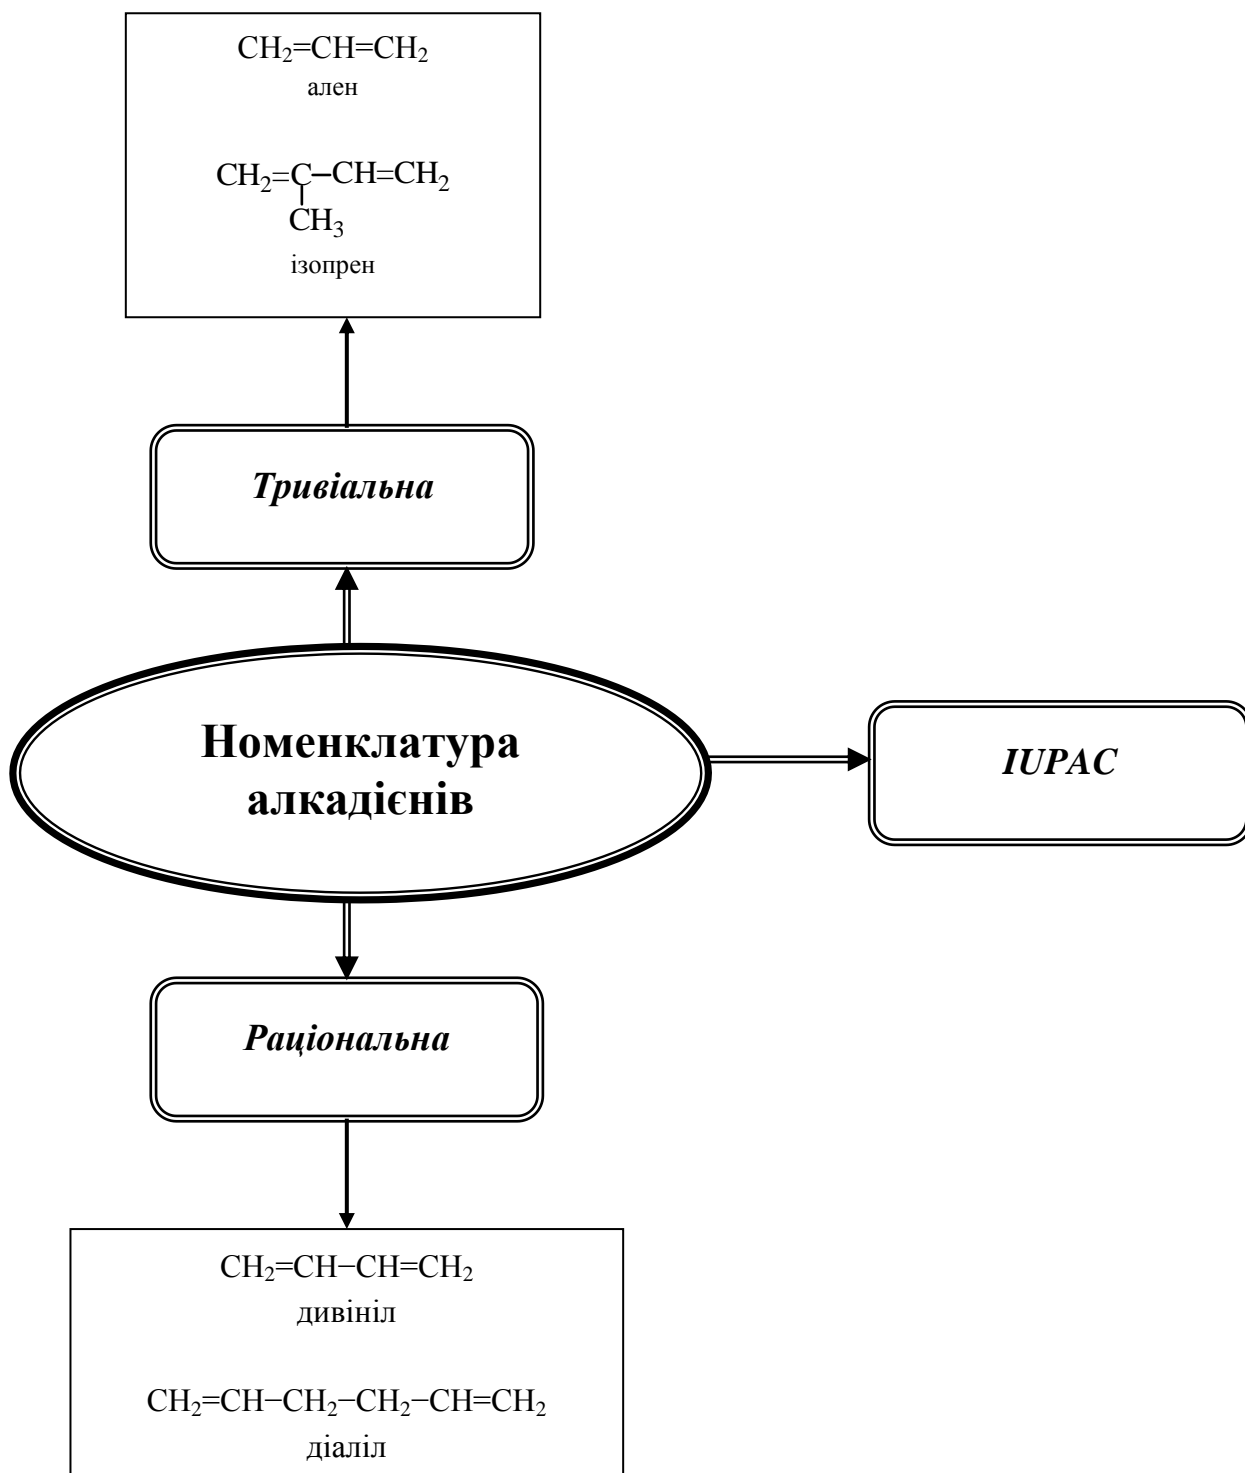 CH₂=CH=CH₂
ален
CH₂=C−CH=CH₂
CH₃
ізопрен
Тривіальна
Номенклатура
алкадієнів
IUPAC
Раціональна
CH₂=CH−CH=CH₂
дивініл
CH₂=CH−CH₂−CH₂−CH=CH₂
діаліл